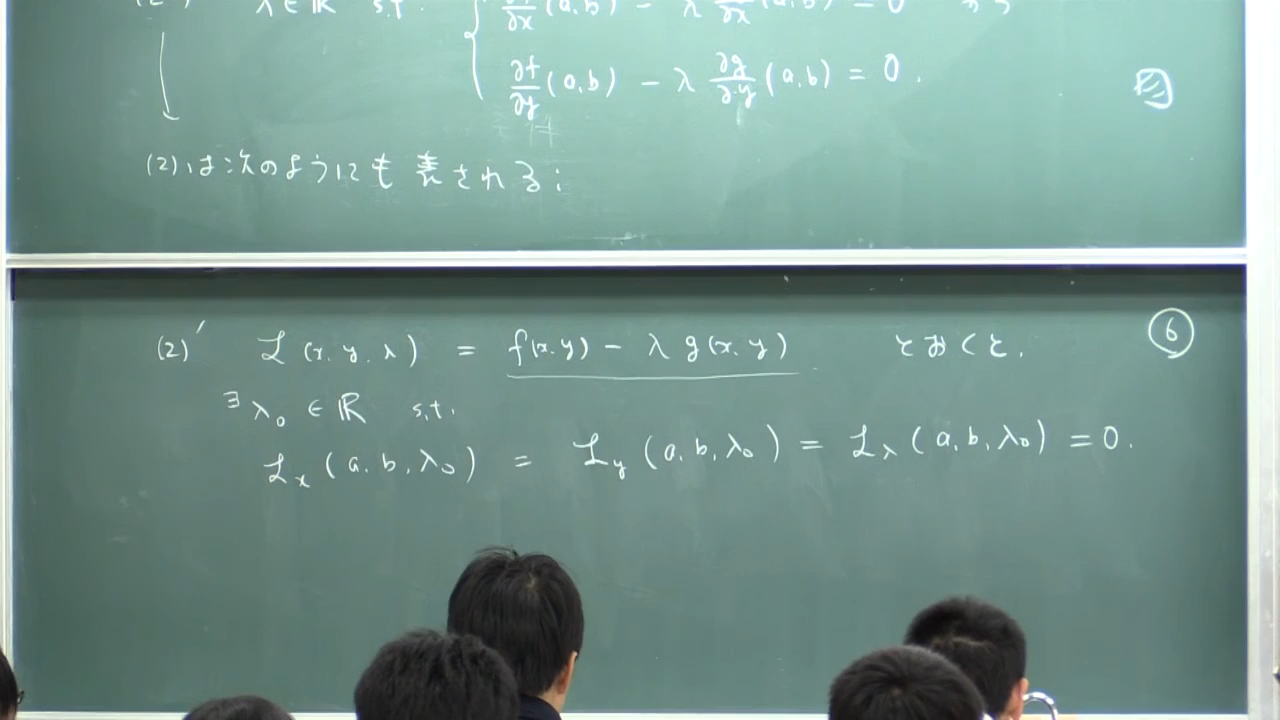 λ∈ℝ s.t. { ∂f/∂x (a,b) − λ ∂g/∂x (a,b) = 0
∂f/∂y (a,b) − λ ∂g/∂y (a,b) = 0.
(2)は次のようにも表される:
(2)′ ℒ(x, y, λ) = f(x, y) − λ g(x, y) とおくと, ⑥
∃λ₀ ∈ ℝ s.t.
ℒₓ(a, b, λ₀) = ℒ_y(a, b, λ₀) = ℒ_λ(a, b, λ₀) = 0.